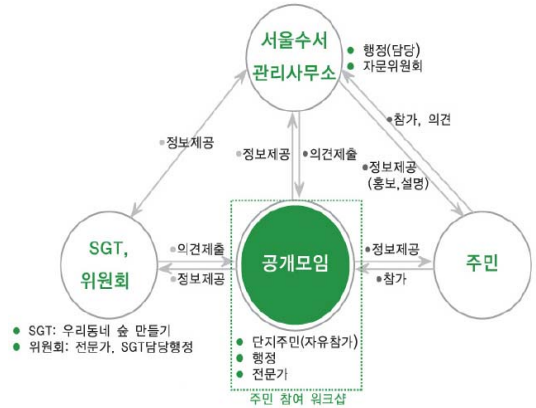 서울수서
관리사무소
● 행정(담당)
● 자문위원회
●정보제공
●정보제공
●의견제출
●참가, 의견
●정보제공
(홍보,설명)
SGT,
위원회
●의견제출
●정보제공
공개모임
●정보제공
●참가
주민
● SGT: 우리동네 숲 만들기
● 위원회: 전문가, SGT담당행정
● 단지주민(자유참가)
● 행정
● 전문가
주민 참여 워크샵